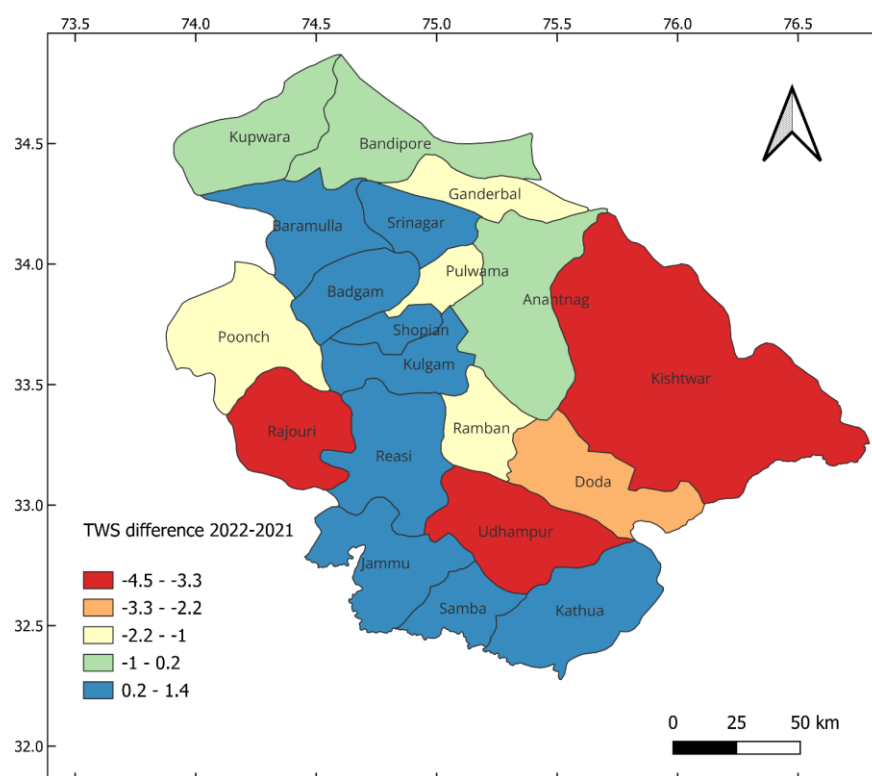 73.5 74.0 74.5 75.0 75.5 76.0 76.5
34.5
34.0
33.5
33.0
32.5
32.0
Kupwara
Bandipore
Ganderbal
Baramulla
Srinagar
Pulwama
Badgam
Anantnag
Shopian
Poonch
Kulgam
Kishtwar
Rajouri
Ramban
Reasi
Doda
Udhampur
Jammu
Samba
Kathua
TWS difference 2022-2021
-4.5 - -3.3
-3.3 - -2.2
-2.2 - -1
-1 - 0.2
0.2 - 1.4
0 25 50 km